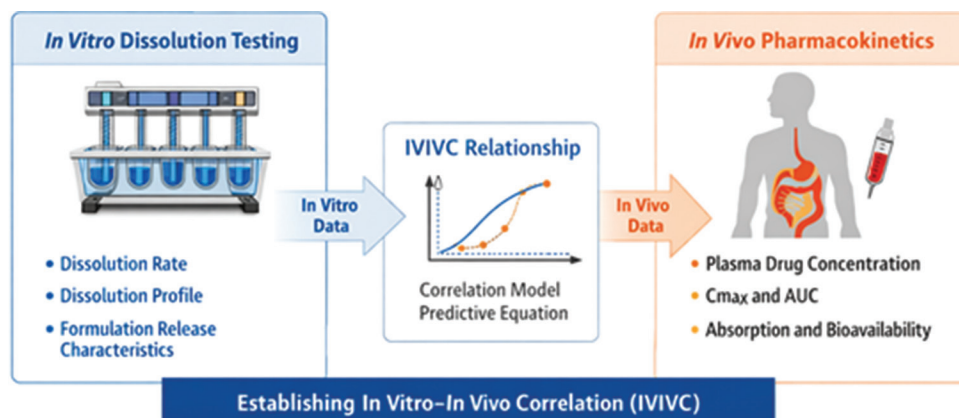 In Vitro Dissolution Testing
• Dissolution Rate
• Dissolution Profile
• Formulation Release
Characteristics
In Vitro
Data
IVIVC Relationship
Correlation Model
Predictive Equation
In Vivo
Data
In Vivo Pharmacokinetics
• Plasma Drug Concentration
• Cmax and AUC
• Absorption and Bioavailability
Establishing In Vitro–In Vivo Correlation (IVIVC)